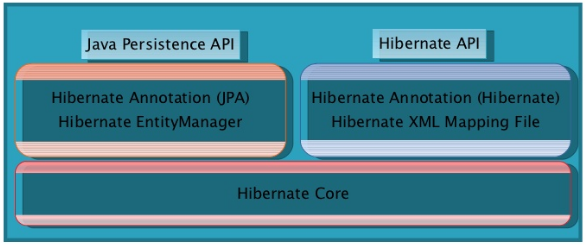 Java Persistence API
Hibernate API
Hibernate Annotation (JPA)
Hibernate EntityManager
Hibernate Annotation (Hibernate)
Hibernate XML Mapping File
Hibernate Core